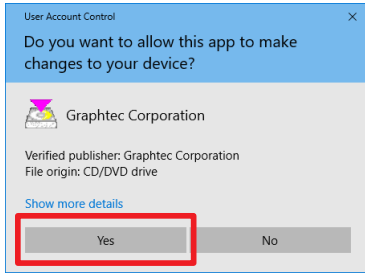 User Account Control
Do you want to allow this app to make
changes to your device?
Graphtec Corporation
Verified publisher: Graphtec Corporation
File origin: CD/DVD drive
Show more details
Yes
No